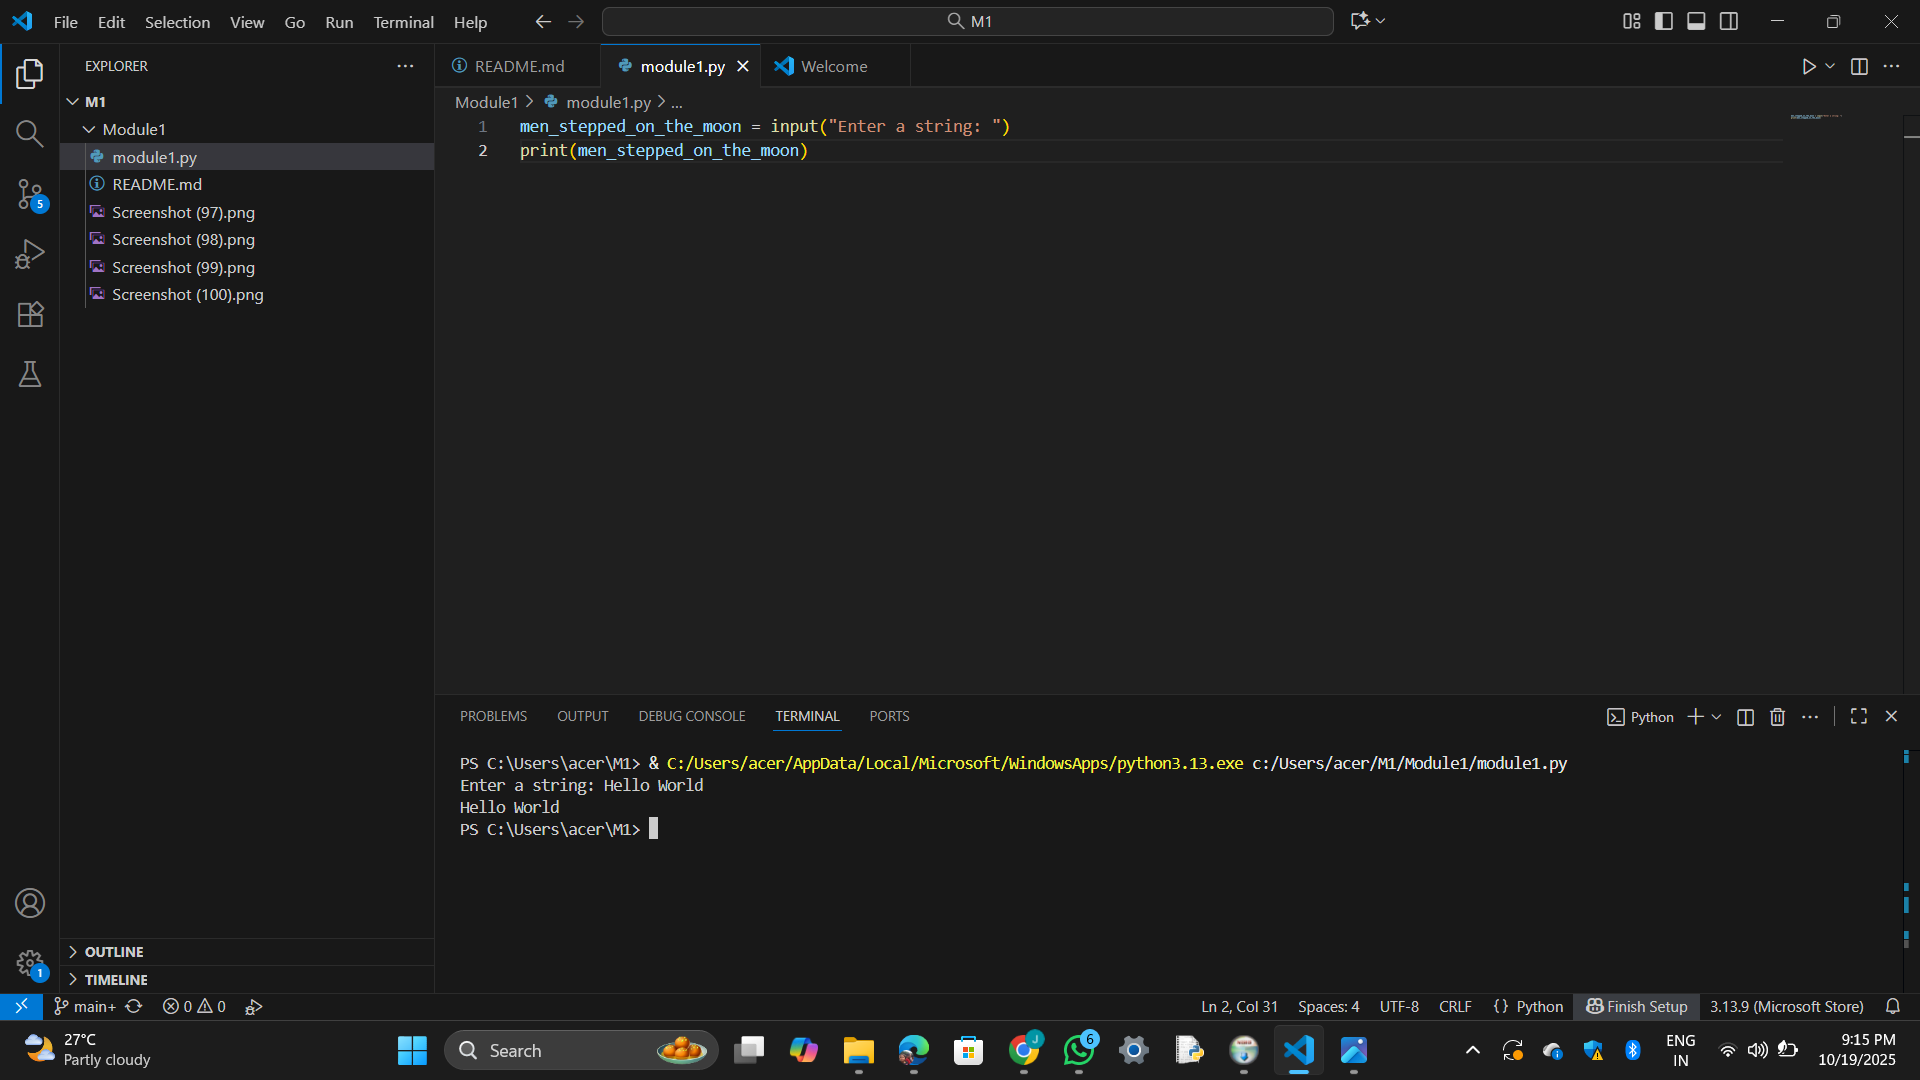 File Edit Selection View Go Run Terminal Help
M1
EXPLORER
M1
Module1
module1.py
README.md
Screenshot (97).png
Screenshot (98).png
Screenshot (99).png
Screenshot (100).png
5
OUTLINE
TIMELINE
1
README.md module1.py Welcome
Module1 > module1.py > ...
1 men_stepped_on_the_moon = input("Enter a string: ")
2 print(men_stepped_on_the_moon)
PROBLEMS OUTPUT DEBUG CONSOLE TERMINAL PORTS
Python
PS C:\Users\acer\M1> & C:/Users/acer/AppData/Local/Microsoft/WindowsApps/python3.13.exe c:/Users/acer/M1/Module1/module1.py
Enter a string: Hello World
Hello World
PS C:\Users\acer\M1>
main+ 0 0 Ln 2, Col 31 Spaces: 4 UTF-8 CRLF {} Python Finish Setup 3.13.9 (Microsoft Store)
27°C
Partly cloudy
Search
J
6
ENG
IN
9:15 PM
10/19/2025